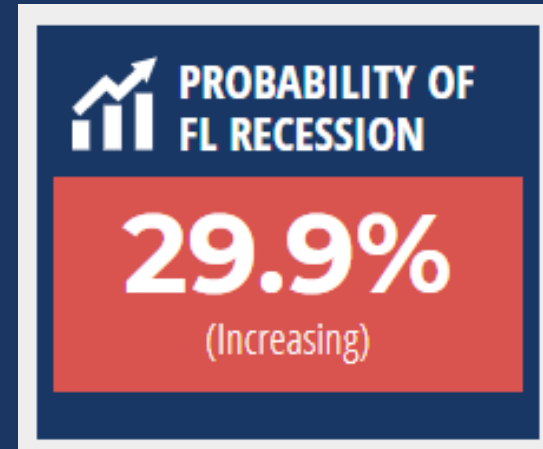 PROBABILITY OF
FL RECESSION
29.9%
(Increasing)